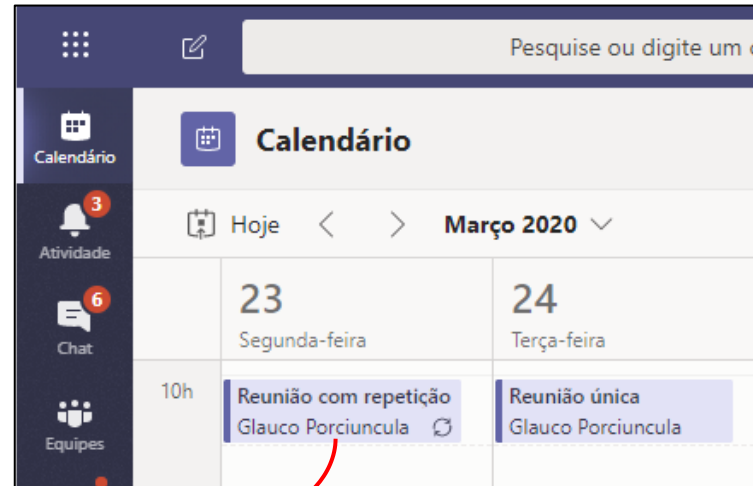 Pesquise ou digite um
Calendário
Calendário
3
Atividade
Hoje
Março 2020
6
Chat
23
24
Segunda-feira
Terça-feira
10h
Reunião com repetição
Reunião única
Glauco Porciuncula
Glauco Porciuncula
Equipes